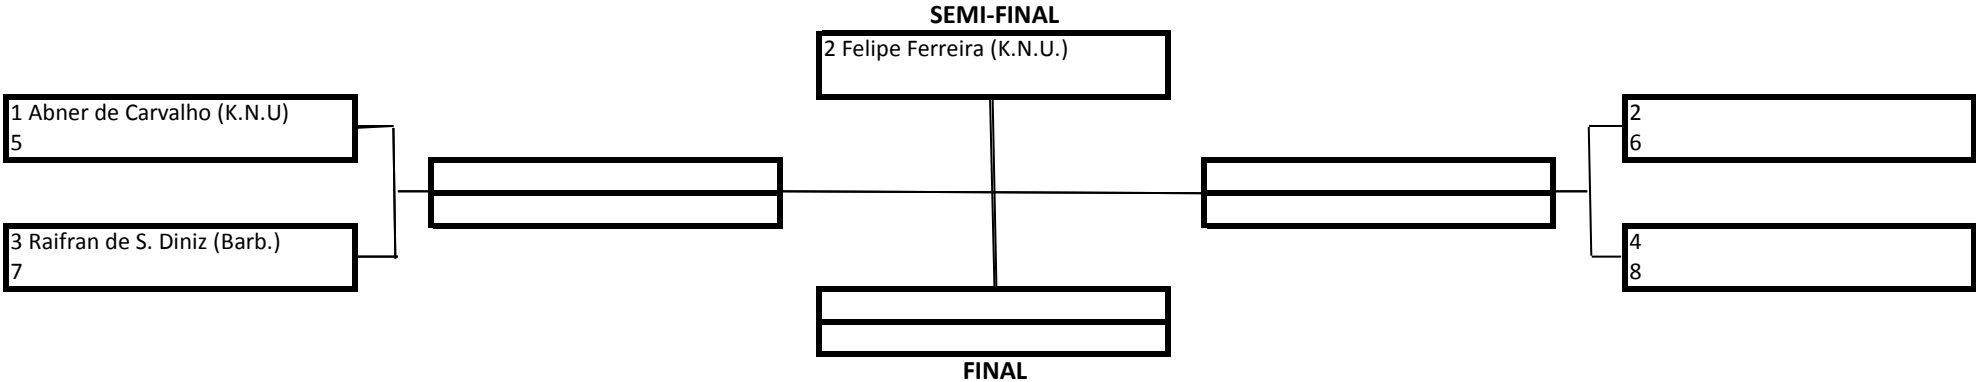 SEMI-FINAL
2 Felipe Ferreira (K.N.U.)
1 Abner de Carvalho (K.N.U)
5
2
6
3 Raifran de S. Diniz (Barb.)
7
4
8
FINAL